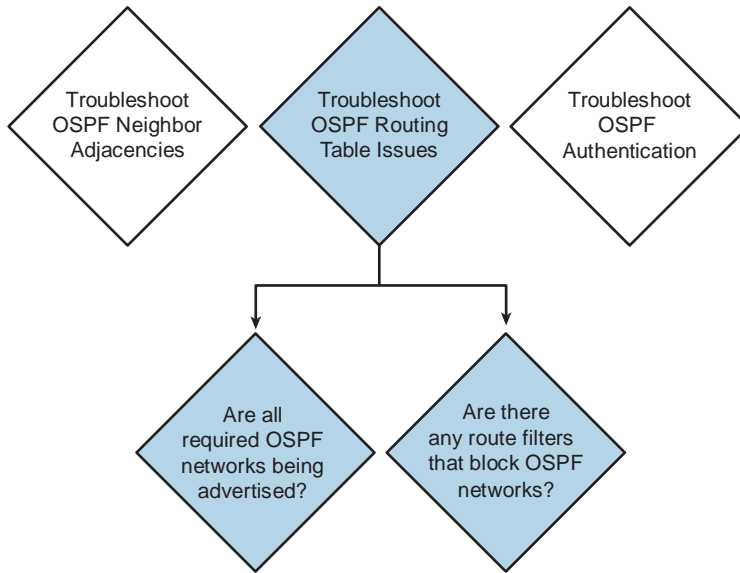 Troubleshoot
OSPF Neighbor
Adjacencies
Troubleshoot
OSPF Routing
Table Issues
Troubleshoot
OSPF
Authentication
Are all
required OSPF
networks being
advertised?
Are there
any route filters
that block OSPF
networks?